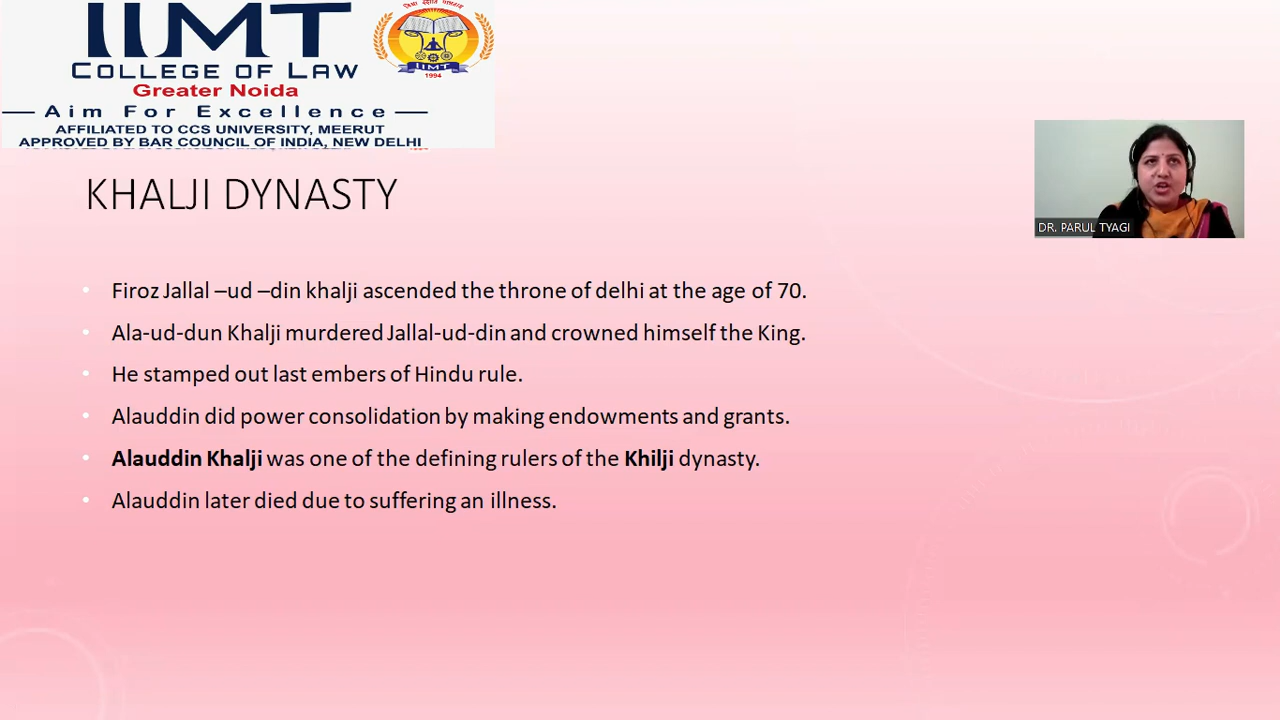 IIMT
COLLEGE OF LAW
Greater Noida
Aim For Excellence
AFFILIATED TO CCS UNIVERSITY, MEERUT
APPROVED BY BAR COUNCIL OF INDIA, NEW DELHI
IIMT
1994
KHALJI DYNASTY
DR. PARUL TYAGI
Firoz Jallal –ud –din khalji ascended the throne of delhi at the age of 70.
Ala-ud-dun Khalji murdered Jallal-ud-din and crowned himself the King.
He stamped out last embers of Hindu rule.
Alauddin did power consolidation by making endowments and grants.
Alauddin Khalji was one of the defining rulers of the Khilji dynasty.
Alauddin later died due to suffering an illness.